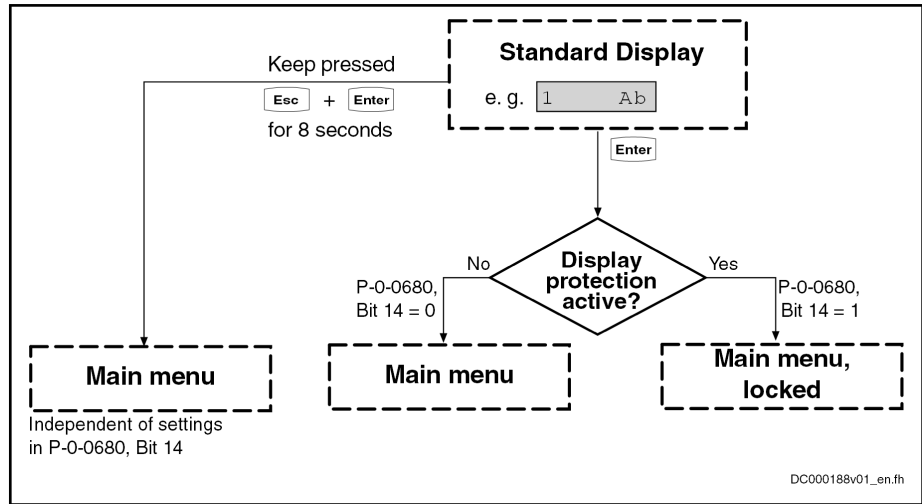 Standard Display
e. g. 1 Ab
Keep pressed
Esc + Enter
for 8 seconds
Enter
Display
protection
active?
No
Yes
P-0-0680,
Bit 14 = 0
P-0-0680,
Bit 14 = 1
Main menu
Independent of settings
in P-0-0680, Bit 14
Main menu
Main menu,
locked
DC000188v01_en.fh